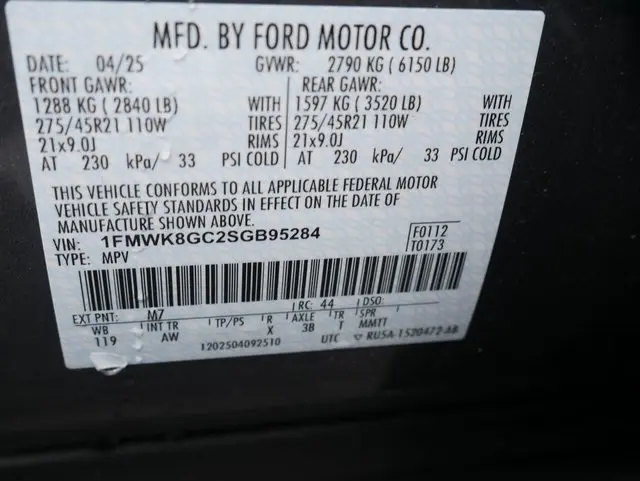 MFD. BY FORD MOTOR CO.
DATE: 04/25 GVWR: 2790 KG ( 6150 LB)
FRONT GAWR: REAR GAWR:
1288 KG ( 2840 LB) WITH 1597 KG ( 3520 LB) WITH
275/45R21 110W TIRES 275/45R21 110W TIRES
21x9.0J RIMS 21x9.0J RIMS
AT 230 kPa/ 33 PSI COLD AT 230 kPa/ 33 PSI COLD
THIS VEHICLE CONFORMS TO ALL APPLICABLE FEDERAL MOTOR
VEHICLE SAFETY STANDARDS IN EFFECT ON THE DATE OF
MANUFACTURE SHOWN ABOVE.
VIN: 1FMWK8GC2SGB95284 F0112
TYPE: MPV T0173
EXT PNT: M7 RC: 44 DSO:
WB INT TR TP/PS R AXLE TR SPR
119 AW X 3B T MMTT
1202504092510 UTC ▽ RU5A-1520472-AB